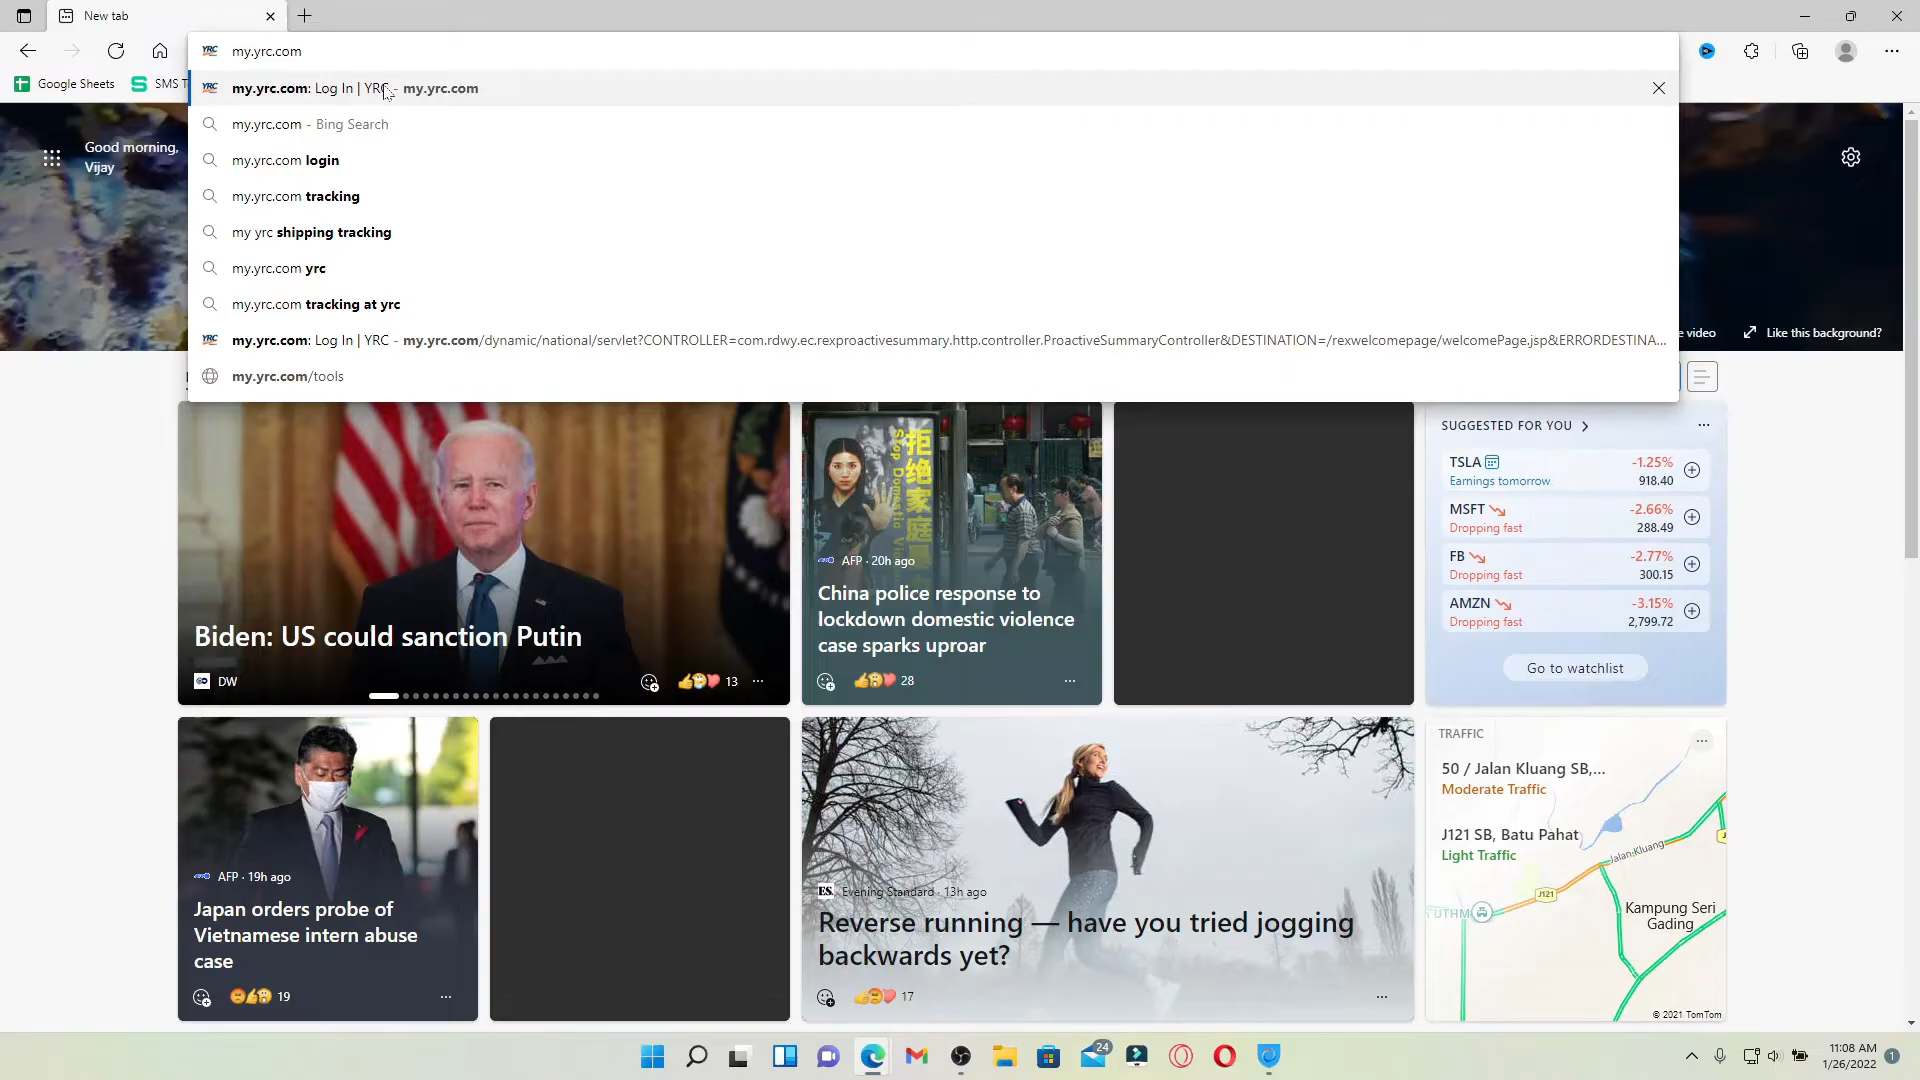 New tab
my.yrc.com
Google Sheets
SMS T
my.yrc.com: Log In | YRC - my.yrc.com
my.yrc.com - Bing Search
my.yrc.com login
my.yrc.com tracking
my yrc shipping tracking
my.yrc.com yrc
my.yrc.com tracking at yrc
my.yrc.com: Log In | YRC - my.yrc.com/dynamic/national/servlet?CONTROLLER=com.rdwy.ec.rexproactivesummary.http.controller.ProactiveSummaryController&DESTINATION=/rexwelcomepage/welcomePage.jsp&ERRORDESTINA...
my.yrc.com/tools
Good morning,
Vijay
e video
Like this background?
拒绝家庭
Stop Domestic Vi
Biden: US could sanction Putin
DW
13
AFP · 20h ago
China police response to
lockdown domestic violence
case sparks uproar
28
SUGGESTED FOR YOU
TSLA
-1.25%
Earnings tomorrow
918.40
MSFT
-2.66%
Dropping fast
288.49
FB
-2.77%
Dropping fast
300.15
AMZN
-3.15%
Dropping fast
2,799.72
Go to watchlist
AFP · 19h ago
Japan orders probe of
Vietnamese intern abuse
case
19
ES
Evening Standard · 13h ago
Reverse running — have you tried jogging
backwards yet?
17
TRAFFIC
50 / Jalan Kluang SB,...
Moderate Traffic
J121 SB, Batu Pahat
Light Traffic
Jalan-Kluang
J121
UTHM
Kampung Seri
Gading
© 2021 TomTom
24
11:08 AM
1/26/2022
1